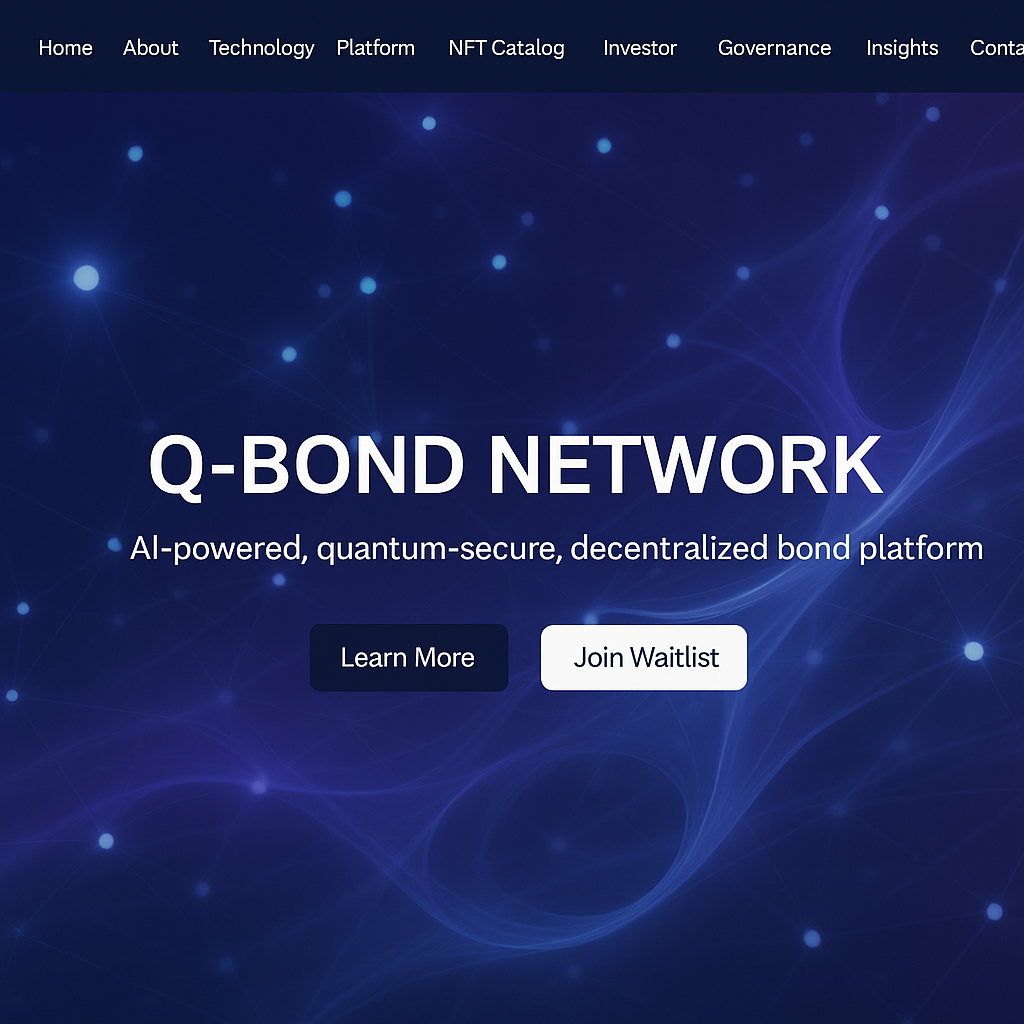 Home About Technology Platform NFT Catalog Investor Governance Insights Conta
Q-BOND NETWORK
AI-powered, quantum-secure, decentralized bond platform
Learn More Join Waitlist